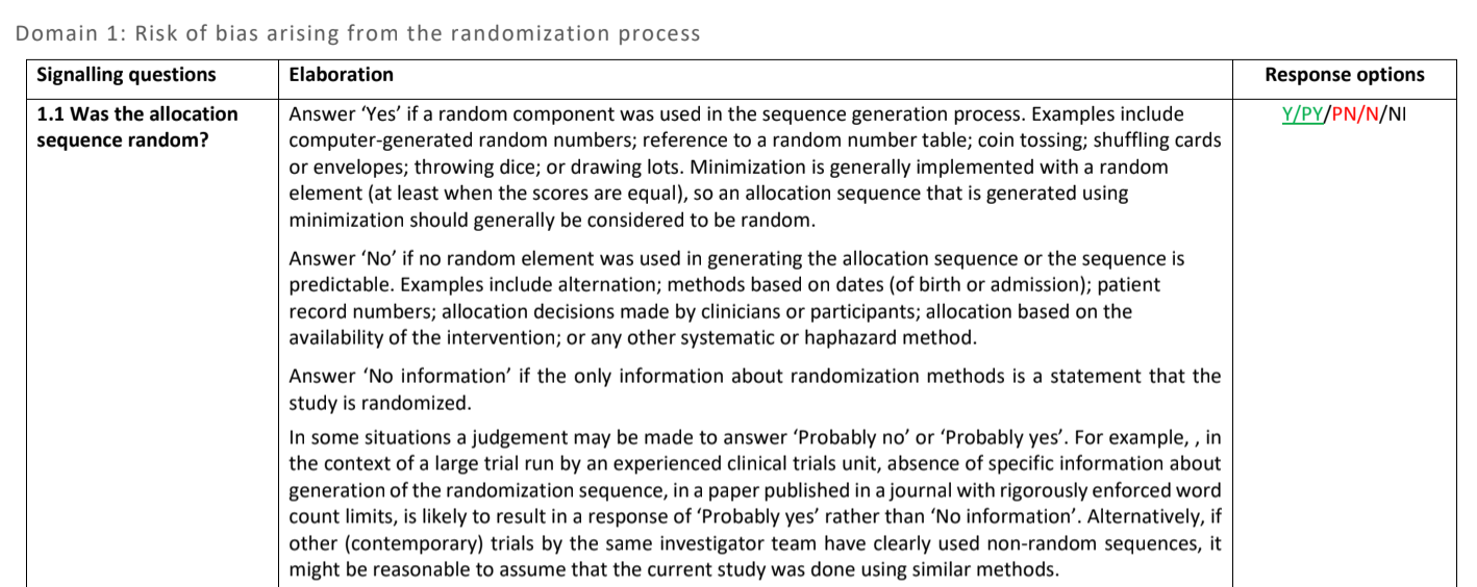 Domain 1: Risk of bias arising from the randomization process
Signalling questions
Elaboration
Response options
1.1 Was the allocation
sequence random?
Answer ‘Yes’ if a random component was used in the sequence generation process. Examples include
computer-generated random numbers; reference to a random number table; coin tossing; shuffling cards
or envelopes; throwing dice; or drawing lots. Minimization is generally implemented with a random
element (at least when the scores are equal), so an allocation sequence that is generated using
minimization should generally be considered to be random.
Answer ‘No’ if no random element was used in generating the allocation sequence or the sequence is
predictable. Examples include alternation; methods based on dates (of birth or admission); patient
record numbers; allocation decisions made by clinicians or participants; allocation based on the
availability of the intervention; or any other systematic or haphazard method.
Answer ‘No information’ if the only information about randomization methods is a statement that the
study is randomized.
In some situations a judgement may be made to answer ‘Probably no’ or ‘Probably yes’. For example, , in
the context of a large trial run by an experienced clinical trials unit, absence of specific information about
generation of the randomization sequence, in a paper published in a journal with rigorously enforced word
count limits, is likely to result in a response of ‘Probably yes’ rather than ‘No information’. Alternatively, if
other (contemporary) trials by the same investigator team have clearly used non-random sequences, it
might be reasonable to assume that the current study was done using similar methods.
Y/PY/PN/N/NI